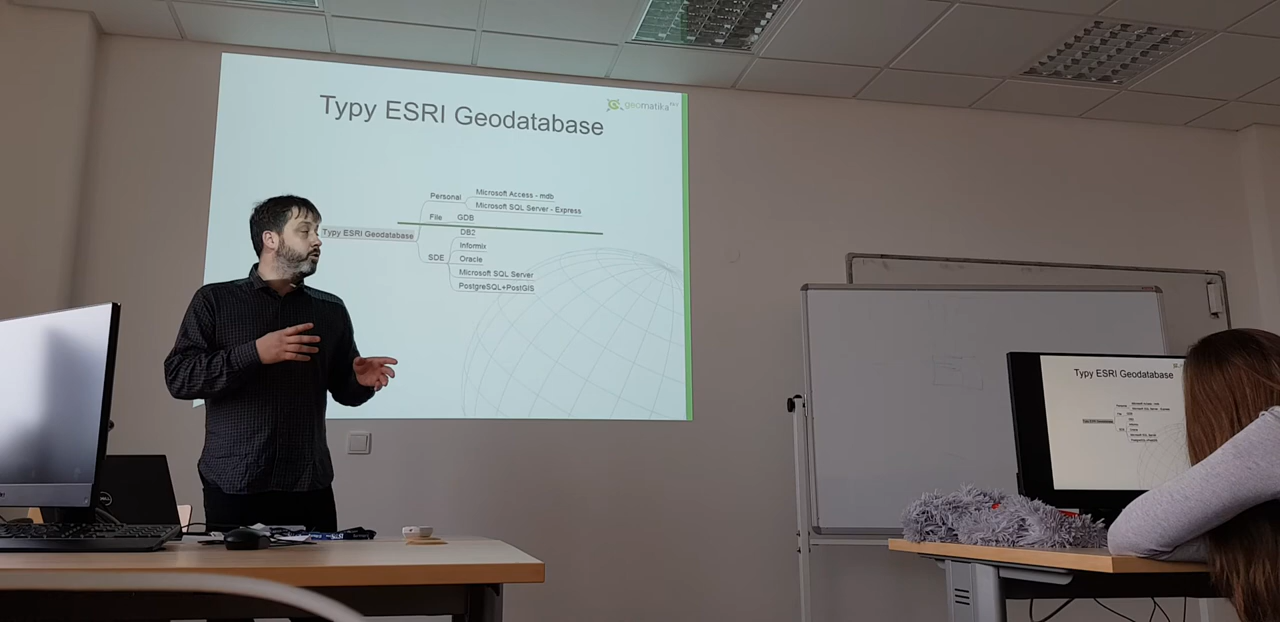 Typy ESRI Geodatabase
geomatika
Typy ESRI Geodatabase
Personal
Microsoft Access - mdb
Microsoft SQL Server - Express
File
GDB
SDE
DB2
Informix
Oracle
Microsoft SQL Server
PostgreSQL+PostGIS
DELL
Typy ESRI Geodatabase